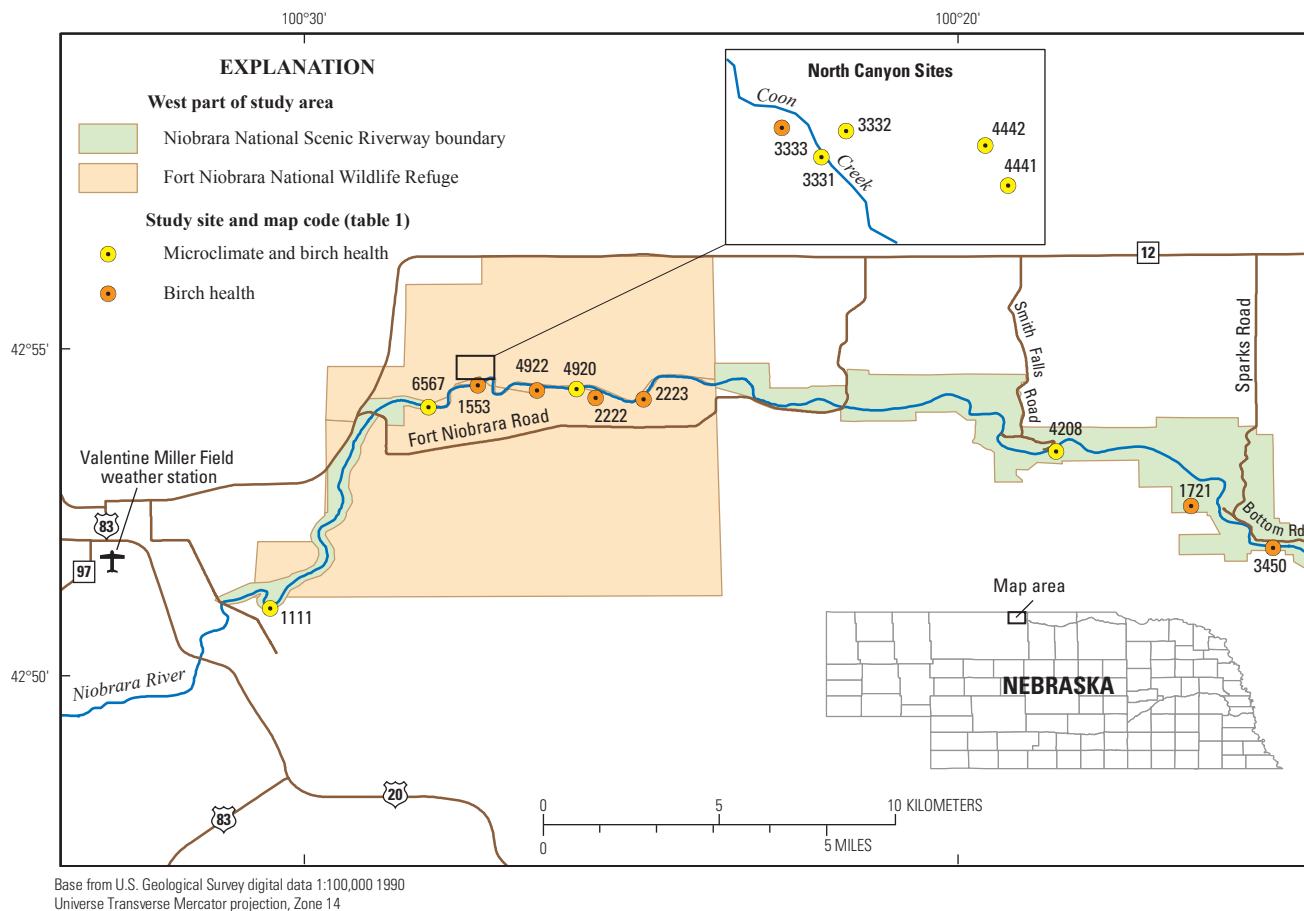 100°30'
100°20'
EXPLANATION
West part of study area
Niobrara National Scenic Riverway boundary
Fort Niobrara National Wildlife Refuge
Study site and map code (table 1)
Microclimate and birch health
Birch health
North Canyon Sites
Coon
Creek
3332
3333
3331
4442
4441
12
42°55'
6567
1553
4922
4920
2222
2223
Fort Niobrara Road
Smith Falls
Road
Sparks Road
4208
1721
Bottom Rd
3450
Valentine Miller Field
weather station
83
97
1111
42°50'
Niobrara River
Map area
NEBRASKA
20
83
0 5 10 KILOMETERS
0 5 MILES
Base from U.S. Geological Survey digital data 1:100,000 1990
Universe Transverse Mercator projection, Zone 14